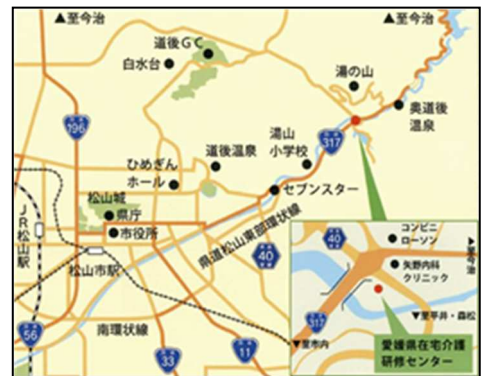 ▲至今治
▲至今治
道後GC
白水台
湯の山
奥道後
温泉
196
317
湯山
小学校
道後温泉
ひめぎん
ホール
セブンスター
松山城
県庁
市役所
JR松山駅
松山市駅
県道松山東部環状線
40
南環状線
56
33
11
40
コンビニ
ローソン
▲至今治
矢野内科
クリニック
317
▼至平井・森松
▼至市内
愛媛県在宅介護
研修センター